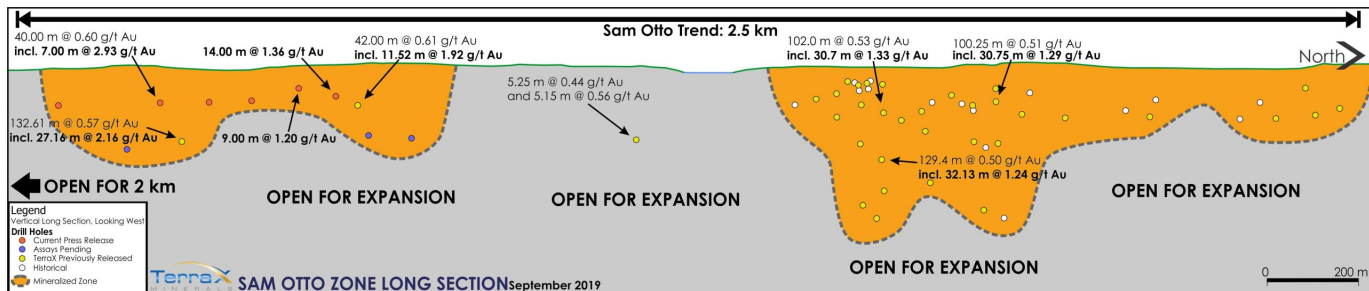 Sam Otto Trend: 2.5 km
40.00 m @ 0.60 g/t Au
incl. 7.00 m @ 2.93 g/t Au
14.00 m @ 1.36 g/t Au
42.00 m @ 0.61 g/t Au
incl. 11.52 m @ 1.92 g/t Au
102.0 m @ 0.53 g/t Au
incl. 30.7 m @ 1.33 g/t Au
100.25 m @ 0.51 g/t Au
incl. 30.75 m @ 1.29 g/t Au
North
5.25 m @ 0.44 g/t Au
and 5.15 m @ 0.56 g/t Au
132.61 m @ 0.57 g/t Au
incl. 27.16 m @ 2.16 g/t Au
9.00 m @ 1.20 g/t Au
129.4 m @ 0.50 g/t Au
incl. 32.13 m @ 1.24 g/t Au
OPEN FOR 2 km
OPEN FOR EXPANSION
OPEN FOR EXPANSION
OPEN FOR EXPANSION
OPEN FOR EXPANSION
Legend
Vertical Long Section, Looking West
Drill Holes
Current Press Release
Assays Pending
TerraX Previously Released
Historical
Mineralized Zone
TerraX
MINERALS
SAM OTTO ZONE LONG SECTION September 2019
0 200 m